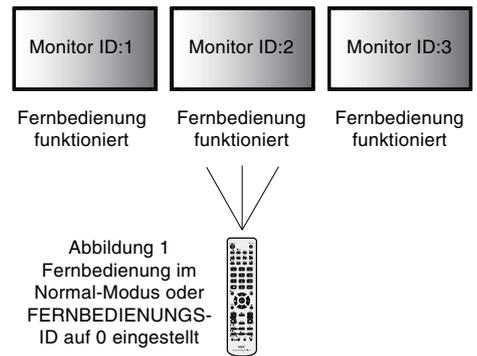 Monitor ID:1
Monitor ID:2
Monitor ID:3
Fernbedienung
funktioniert
Fernbedienung
funktioniert
Fernbedienung
funktioniert
Abbildung 1
Fernbedienung im
Normal-Modus oder
FERNBEDIENUNGS-
ID auf 0 eingestellt
NEC